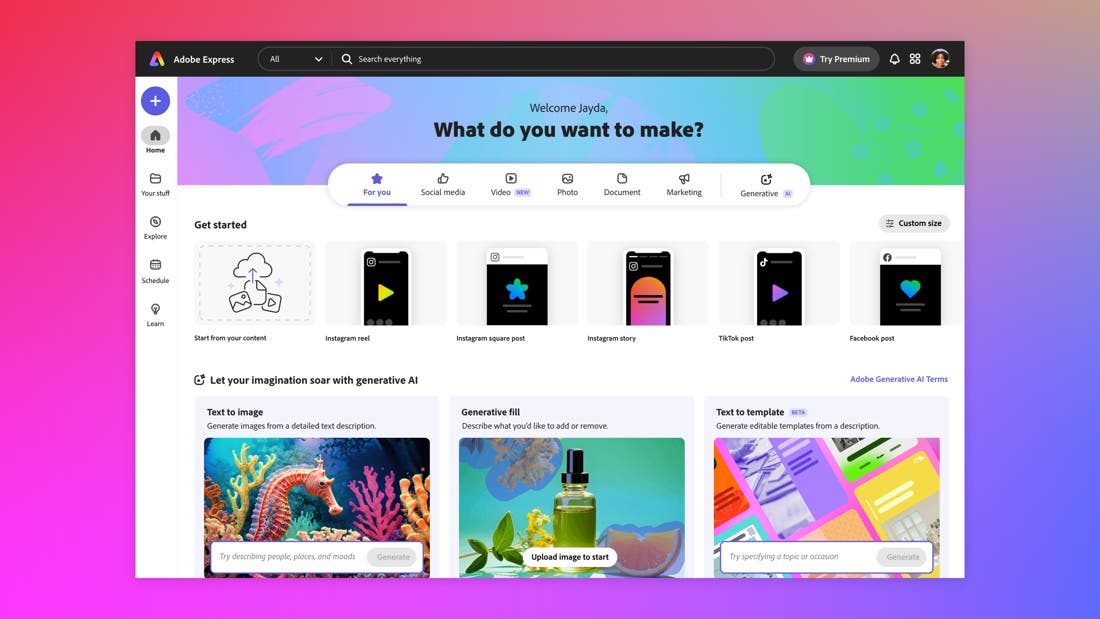 Adobe Express
All
Search everything
Try Premium
Home
Your stuff
Explore
Schedule
Learn
Welcome Jayda,
What do you want to make?
For you
Social media
Video NEW
Photo
Document
Marketing
Generative AI
Get started
Custom size
Start from your content
Instagram reel
Instagram square post
Instagram story
TikTok post
Facebook post
Let your imagination soar with generative AI
Adobe Generative AI Terms
Text to image
Generate images from a detailed text description.
Try describing people, places, and moods
Generate
Generative fill
Describe what you'd like to add or remove.
Upload image to start
Text to template BETA
Generate editable templates from a description.
Try specifying a topic or occasion
Generate